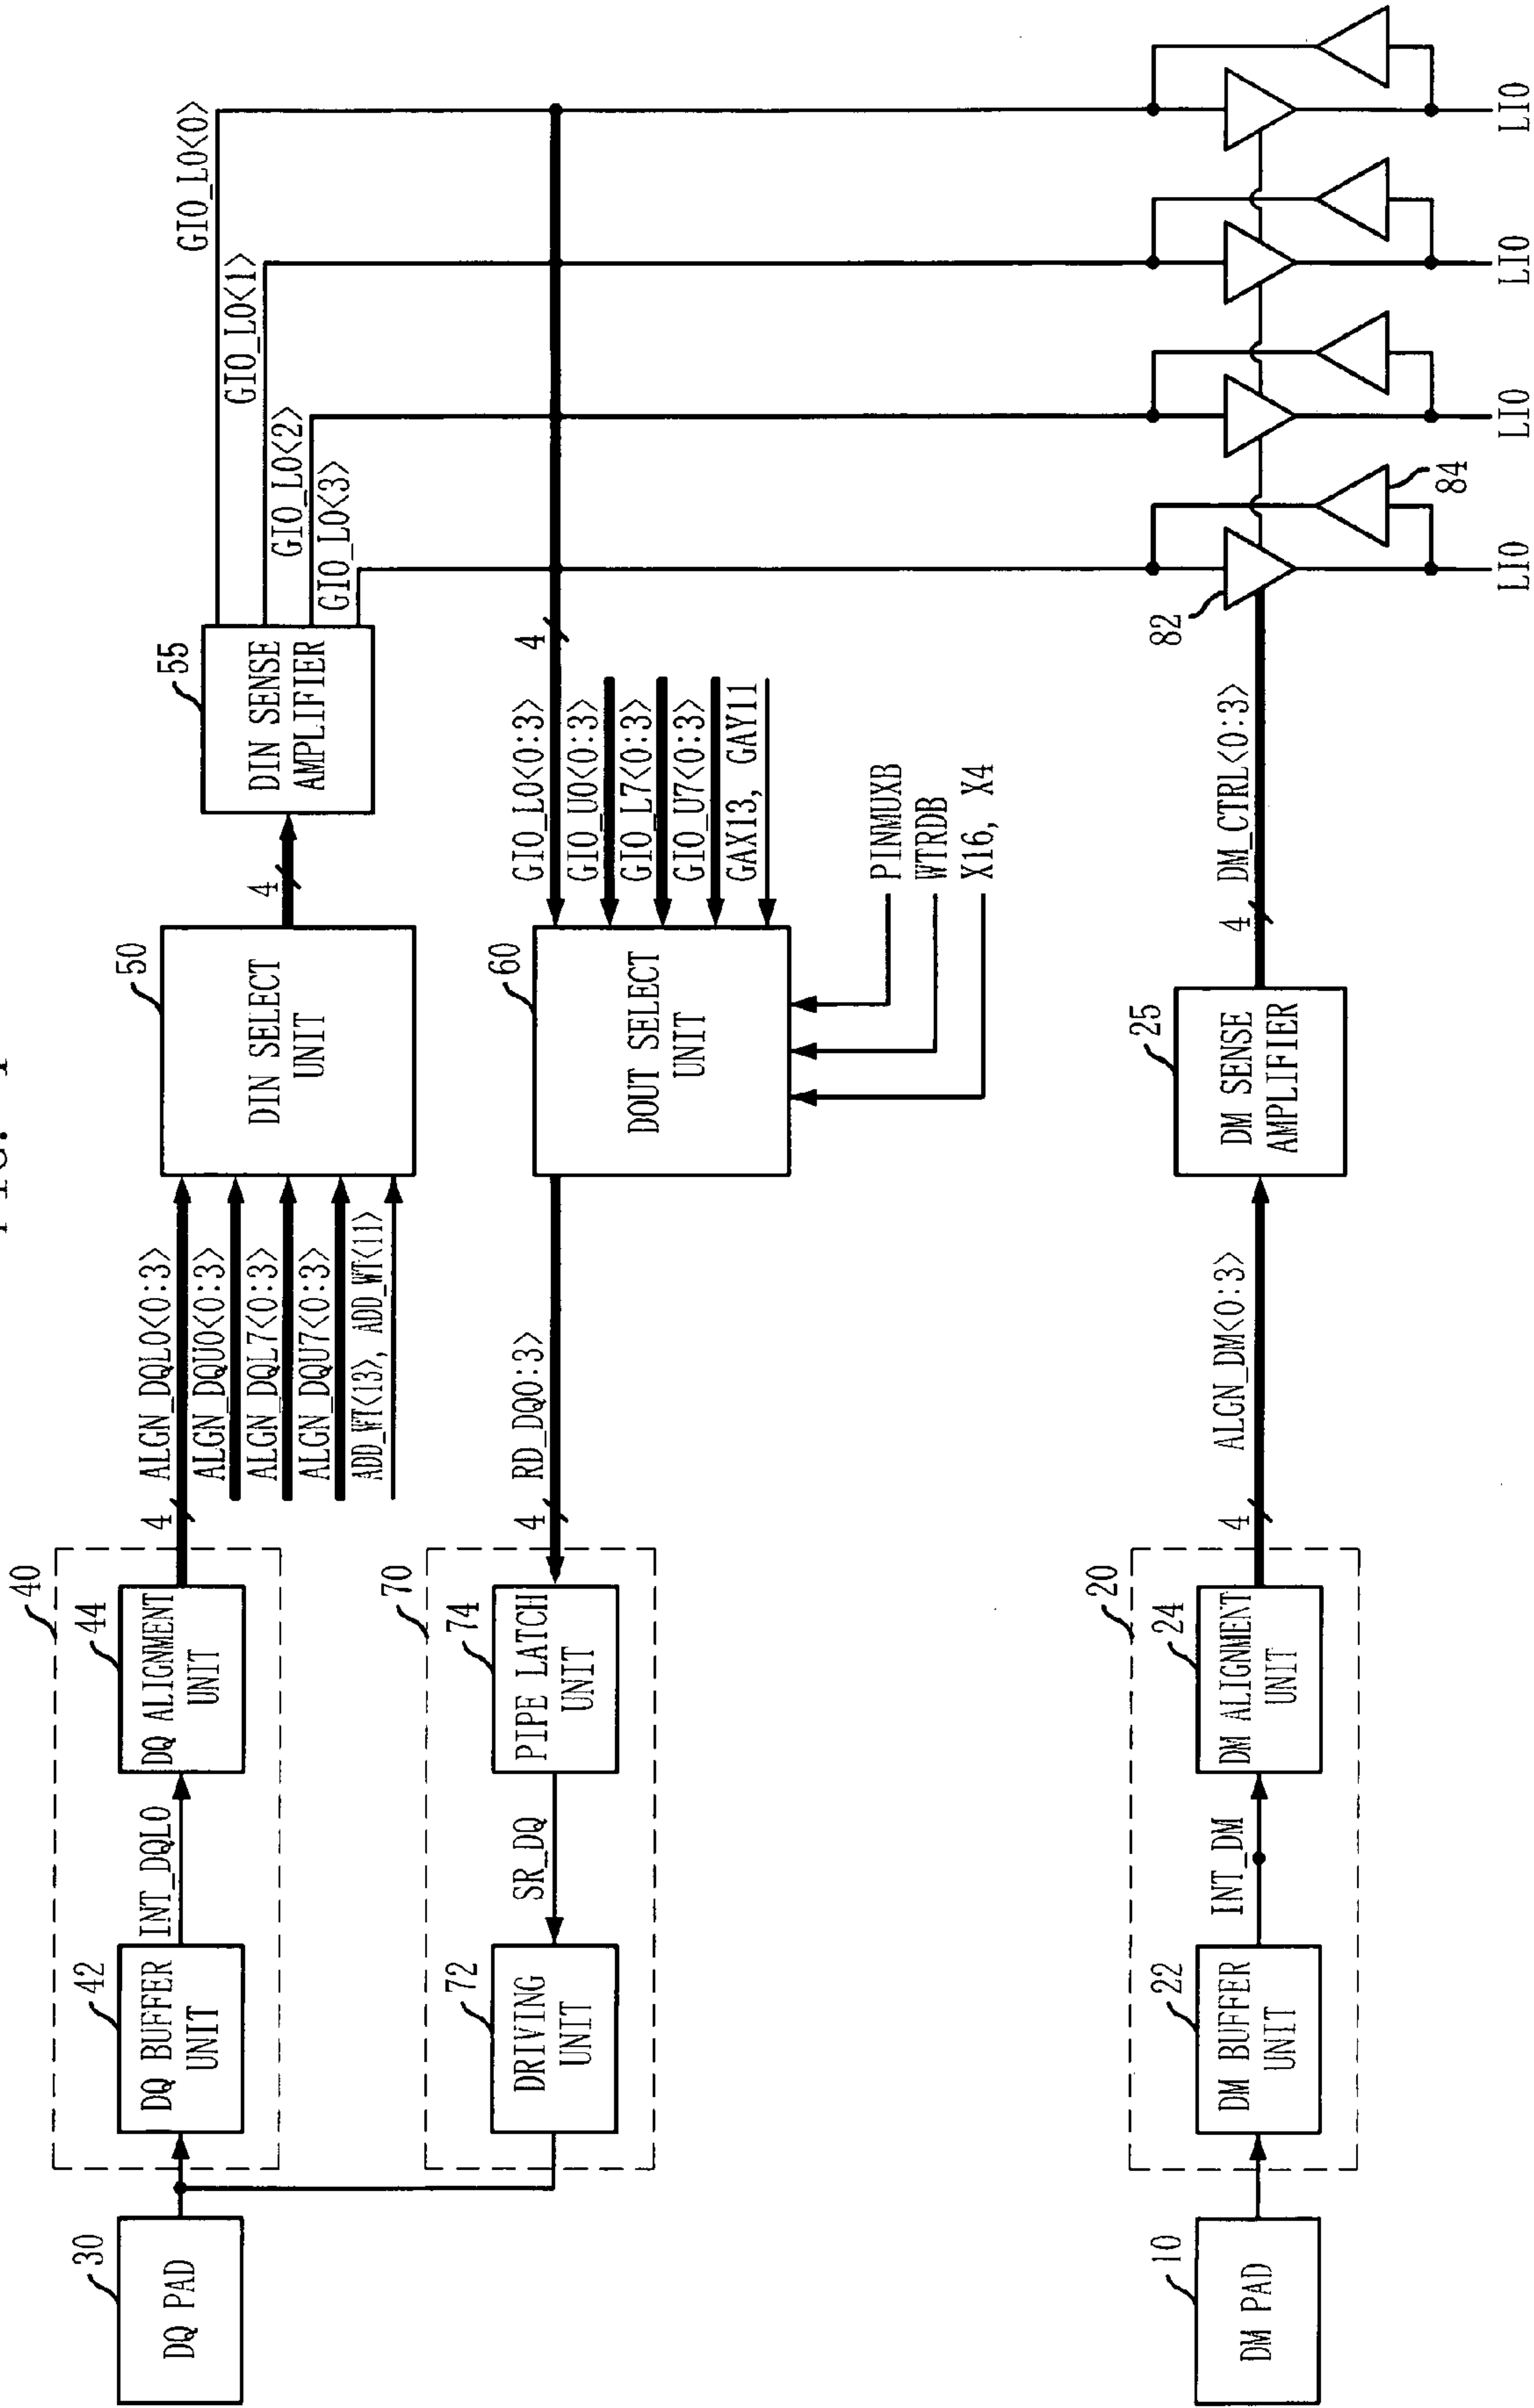 30
DQ PAD
40
42
DQ BUFFER
UNIT
INT_DQL0
44
DQ ALIGNMENT
UNIT
4
ALGN_DQL0<0:3>
ALGN_DQU0<0:3>
ALGN_DQL7<0:3>
ALGN_DQU7<0:3>
ADD_WT<13>, ADD_WT<11>
50
DIN SELECT
UNIT
4
55
DIN SENSE
AMPLIFIER
GIO_L0<0>
GIO_L0<1>
GIO_L0<2>
GIO_L0<3>
70
72
DRIVING
UNIT
SR_DQ
74
PIPE LATCH
UNIT
4
RD_DQ0:3>
60
DOUT SELECT
UNIT
GIO_L0<0:3>
4
GIO_U0<0:3>
GIO_L7<0:3>
GIO_U7<0:3>
GAX13, GAY11
PINMUXB
WTRDB
X16, X4
10
DM PAD
20
22
DM BUFFER
UNIT
INT_DM
24
DM ALIGNMENT
UNIT
4
ALGN_DM<0:3>
25
DM SENSE
AMPLIFIER
4
DM_CTRL<0:3>
82
84
LIO
LIO
LIO
LIO